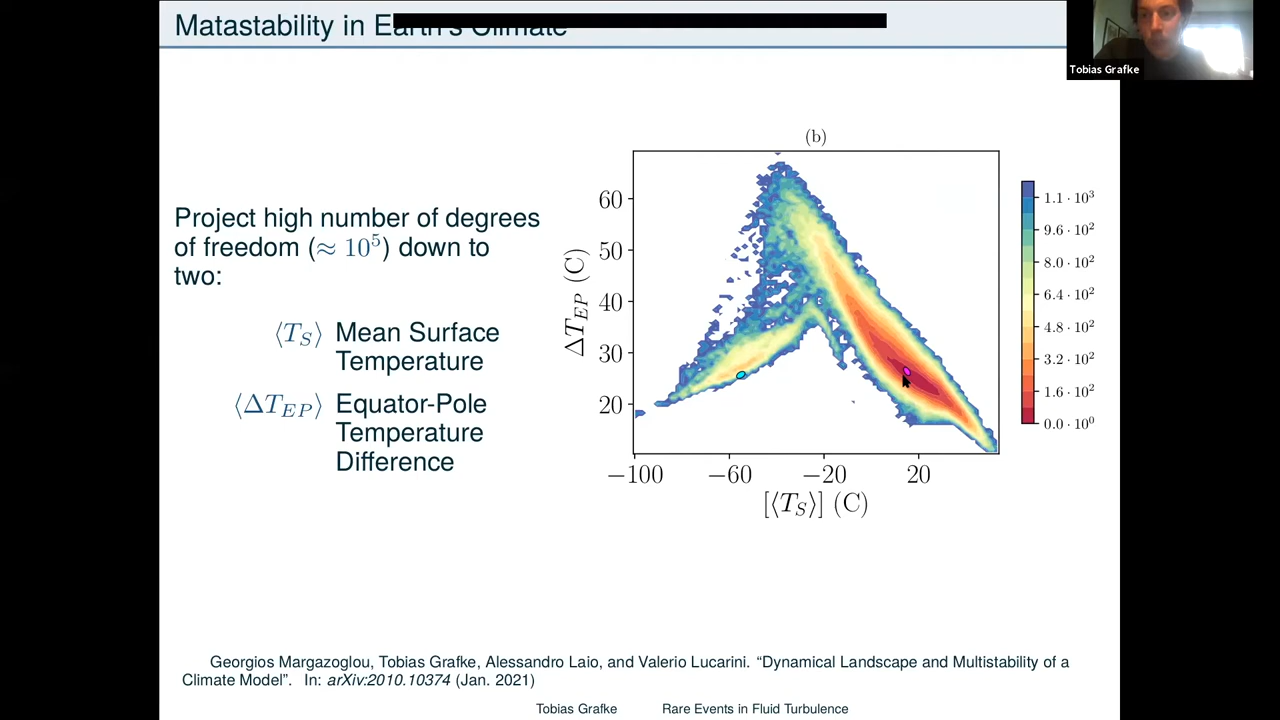 Matastability in Earth's Climate
Tobias Grafke
(b)
Project high number of degrees
of freedom (≈ 10⁵) down to
two:
⟨T_S⟩ Mean Surface
Temperature
⟨ΔT_EP⟩ Equator-Pole
Temperature
Difference
ΔT_EP (C)
60
50
40
30
20
−100 −60 −20 20
[⟨T_S⟩] (C)
1.1 · 10³
9.6 · 10²
8.0 · 10²
6.4 · 10²
4.8 · 10²
3.2 · 10²
1.6 · 10²
0.0 · 10⁰
Georgios Margazoglou, Tobias Grafke, Alessandro Laio, and Valerio Lucarini. “Dynamical Landscape and Multistability of a
Climate Model”. In: arXiv:2010.10374 (Jan. 2021)
Tobias Grafke Rare Events in Fluid Turbulence